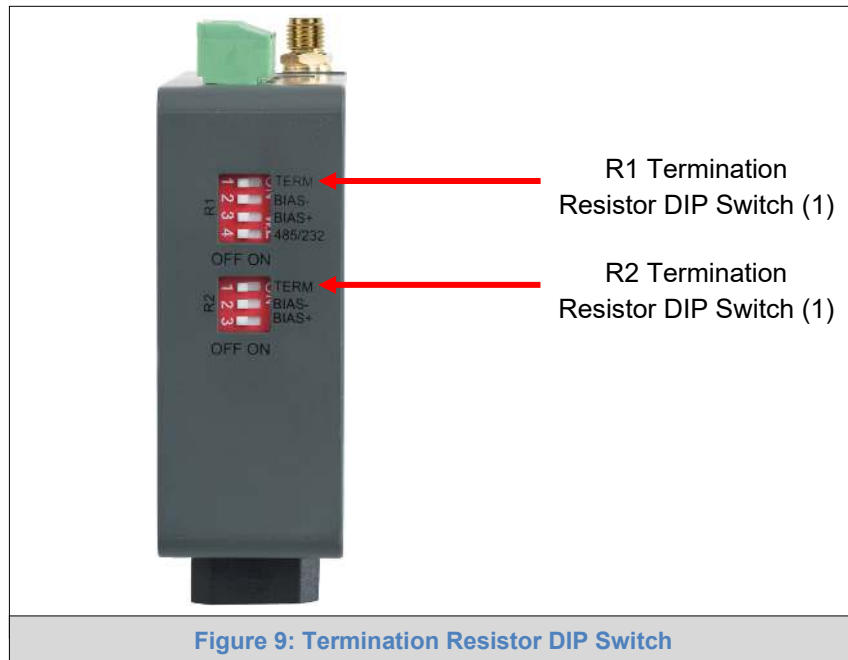 R1
1 TERM
2 BIAS-
3 BIAS+
4 485/232
OFF ON
R2
1 TERM
2 BIAS-
3 BIAS+
OFF ON
R1 Termination
Resistor DIP Switch (1)
R2 Termination
Resistor DIP Switch (1)
Figure 9: Termination Resistor DIP Switch